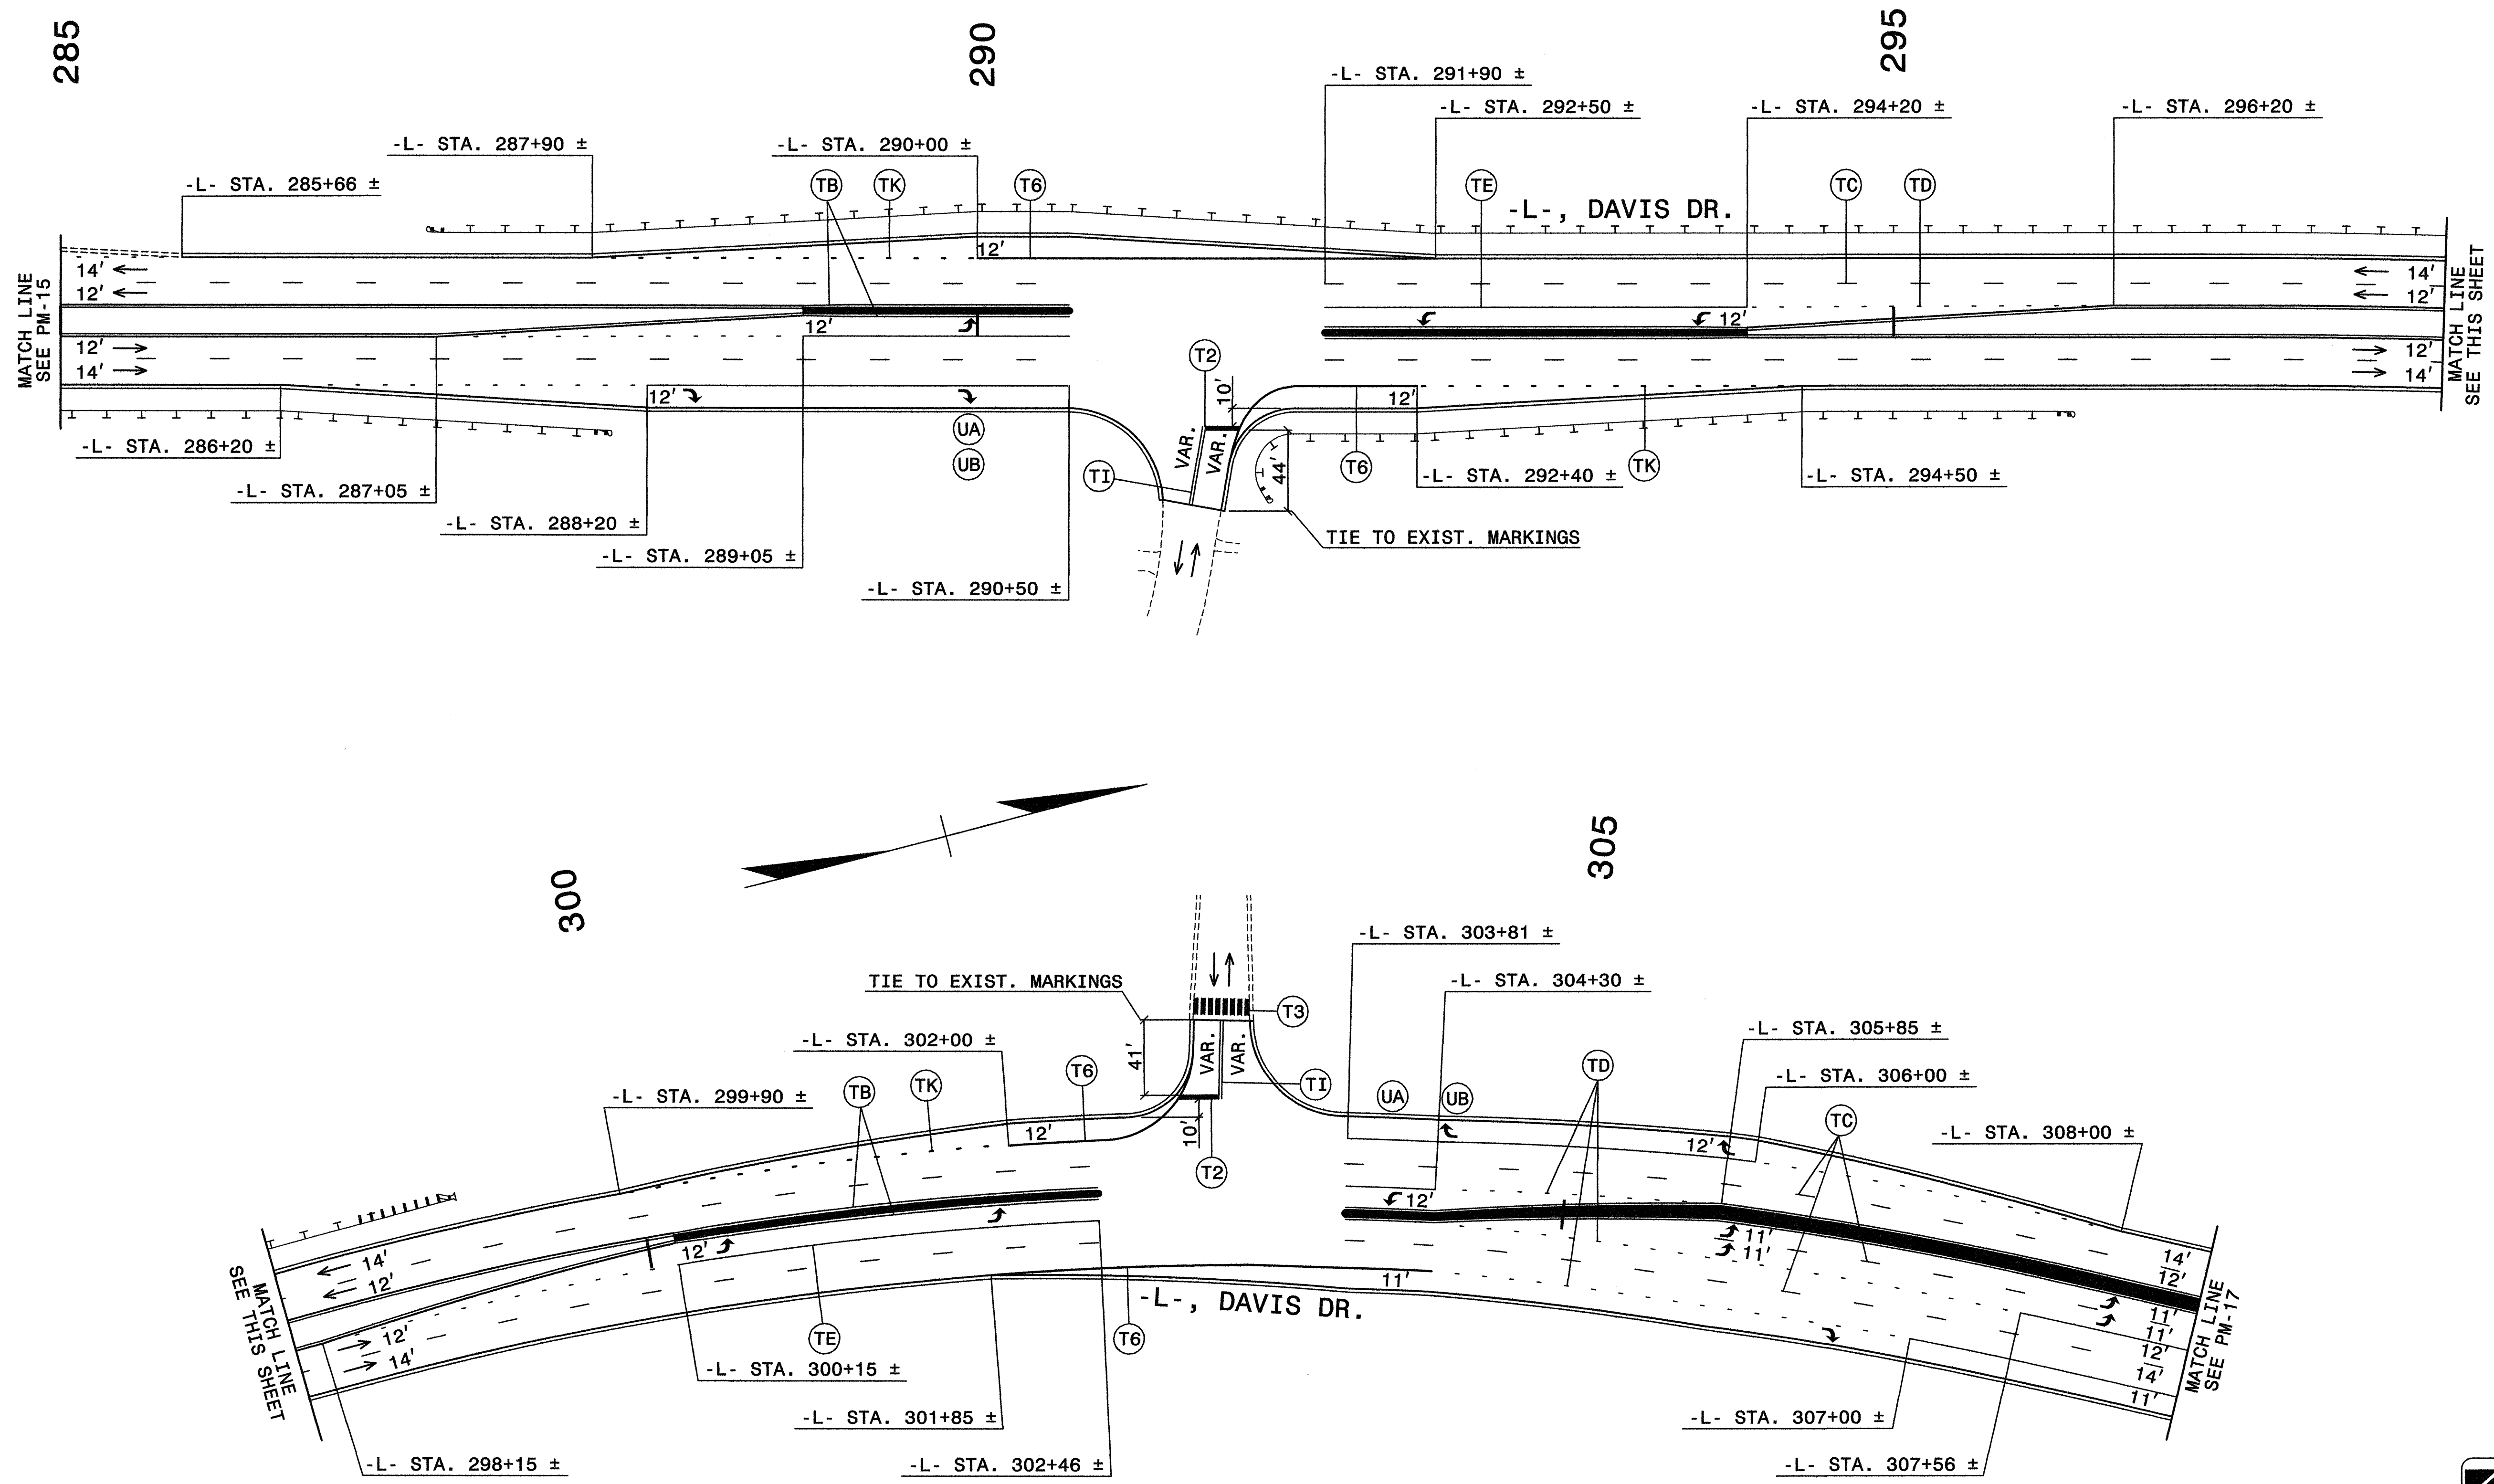 285
290
295
-L- STA. 291+90 ±
-L- STA. 292+50 ±
-L- STA. 294+20 ±
-L- STA. 296+20 ±
-L- STA. 287+90 ±
-L- STA. 290+00 ±
-L- STA. 285+66 ±
TB
TK
T6
TE
TC
TD
-L-, DAVIS DR.
12'
MATCH LINE
SEE PM-15
14'
12'
12'
14'
12'
12'
14'
12'
12'
14'
MATCH LINE
SEE THIS SHEET
12'
T2
10'
12'
UA
UB
VAR.
VAR.
TI
44'
T6
TK
-L- STA. 286+20 ±
-L- STA. 287+05 ±
-L- STA. 288+20 ±
-L- STA. 289+05 ±
-L- STA. 290+50 ±
-L- STA. 292+40 ±
-L- STA. 294+50 ±
TIE TO EXIST. MARKINGS
300
305
-L- STA. 303+81 ±
-L- STA. 304+30 ±
TIE TO EXIST. MARKINGS
T3
-L- STA. 302+00 ±
-L- STA. 305+85 ±
41'
VAR.
VAR.
T6
TD
TI
-L- STA. 306+00 ±
-L- STA. 299+90 ±
TB
TK
UA
UB
TC
-L- STA. 308+00 ±
12'
10'
T2
12'
12'
12'
11'
11'
14'
12'
MATCH LINE
SEE THIS SHEET
12'
14'
14'
12'
11'
11'
12'
14'
11'
MATCH LINE
SEE PM-17
11'
-L-, DAVIS DR.
TE
T6
-L- STA. 300+15 ±
-L- STA. 301+85 ±
-L- STA. 307+00 ±
-L- STA. 298+15 ±
-L- STA. 302+46 ±
-L- STA. 307+56 ±